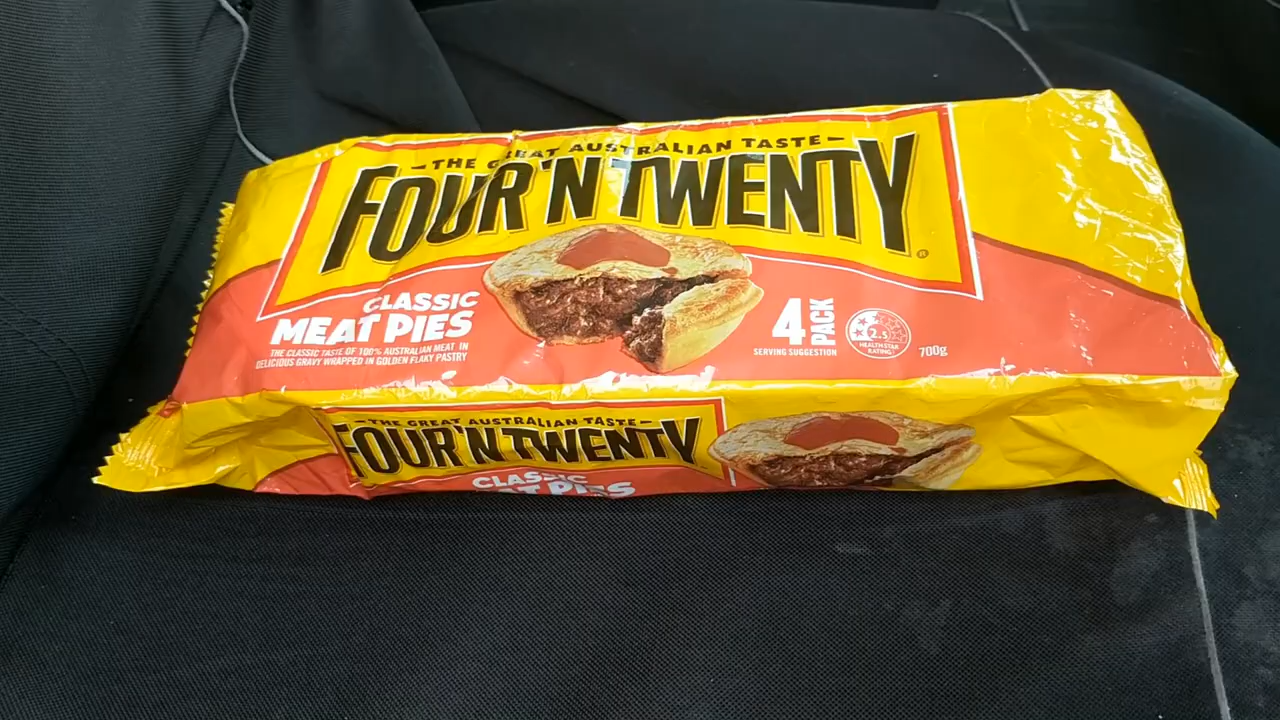 THE GREAT AUSTRALIAN TASTE
FOUR'N TWENTY
®
CLASSIC
MEAT PIES
THE CLASSIC TASTE OF 100% AUSTRALIAN MEAT IN
DELICIOUS GRAVY WRAPPED IN GOLDEN FLAKY PASTRY
4 PACK
SERVING SUGGESTION
2.5
HEALTH STAR
RATING
700g
THE GREAT AUSTRALIAN TASTE
FOUR'N TWENTY
CLASSIC
MEAT PIES